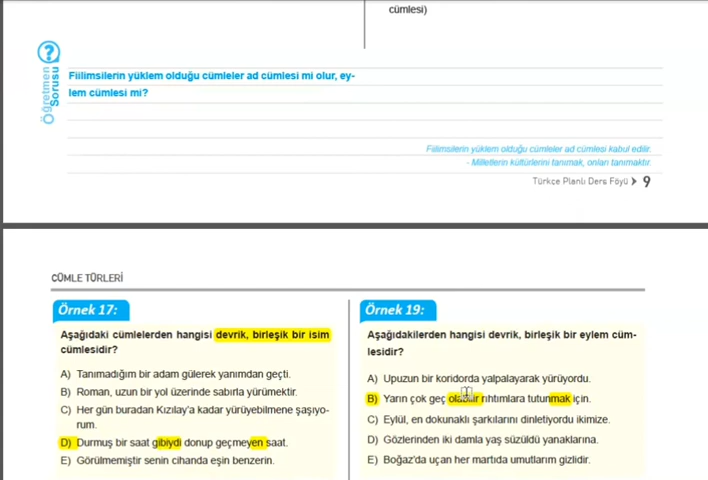 cümlesi)
Öğretmen
Sorusu
?
Fiilimsilerin yüklem olduğu cümleler ad cümlesi mi olur, ey-
lem cümlesi mi?
Fiilimsilerin yüklem olduğu cümleler ad cümlesi kabul edilir.
- Milletlerin kültürlerini tanımak, onları tanımaktır.
Türkçe Planlı Ders Föyü 9
CÜMLE TÜRLERİ
Örnek 17:
Aşağıdaki cümlelerden hangisi devrik, birleşik bir isim
cümlesidir?
A) Tanımadığım bir adam gülerek yanımdan geçti.
B) Roman, uzun bir yol üzerinde sabırla yürümektir.
C) Her gün buradan Kızılay'a kadar yürüyebilmene şaşıyo-
rum.
D) Durmuş bir saat gibiydi donup geçmeyen saat.
E) Görülmemiştir senin cihanda eşin benzerin.
Örnek 19:
Aşağıdakilerden hangisi devrik, birleşik bir eylem cüm-
lesidir?
A) Upuzun bir koridorda yalpalayarak yürüyordu.
B) Yarın çok geç olabilir rıhtımlara tutunmak için.
C) Eylül, en dokunaklı şarkılarını dinletiyordu ikimize.
D) Gözlerinden iki damla yaş süzüldü yanaklarına.
E) Boğaz'da uçan her martıda umutlarım gizlidir.